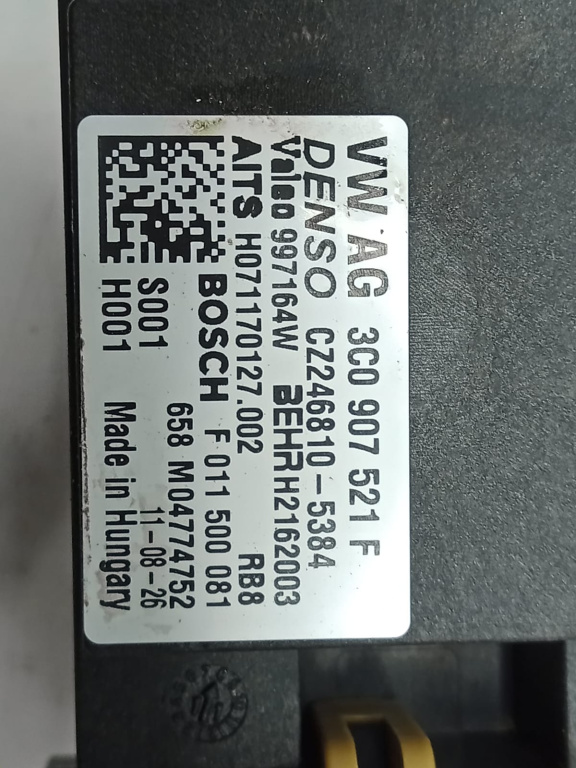 VW AG 3C0 907 521 F
DENSO CZ246810-5384
Valeo 997164W BEHR H2162003
AITS H071170127.002 RB8
BOSCH F 011 500 081
S001 658 M04774752
H001 11-08-26
Made in Hungary